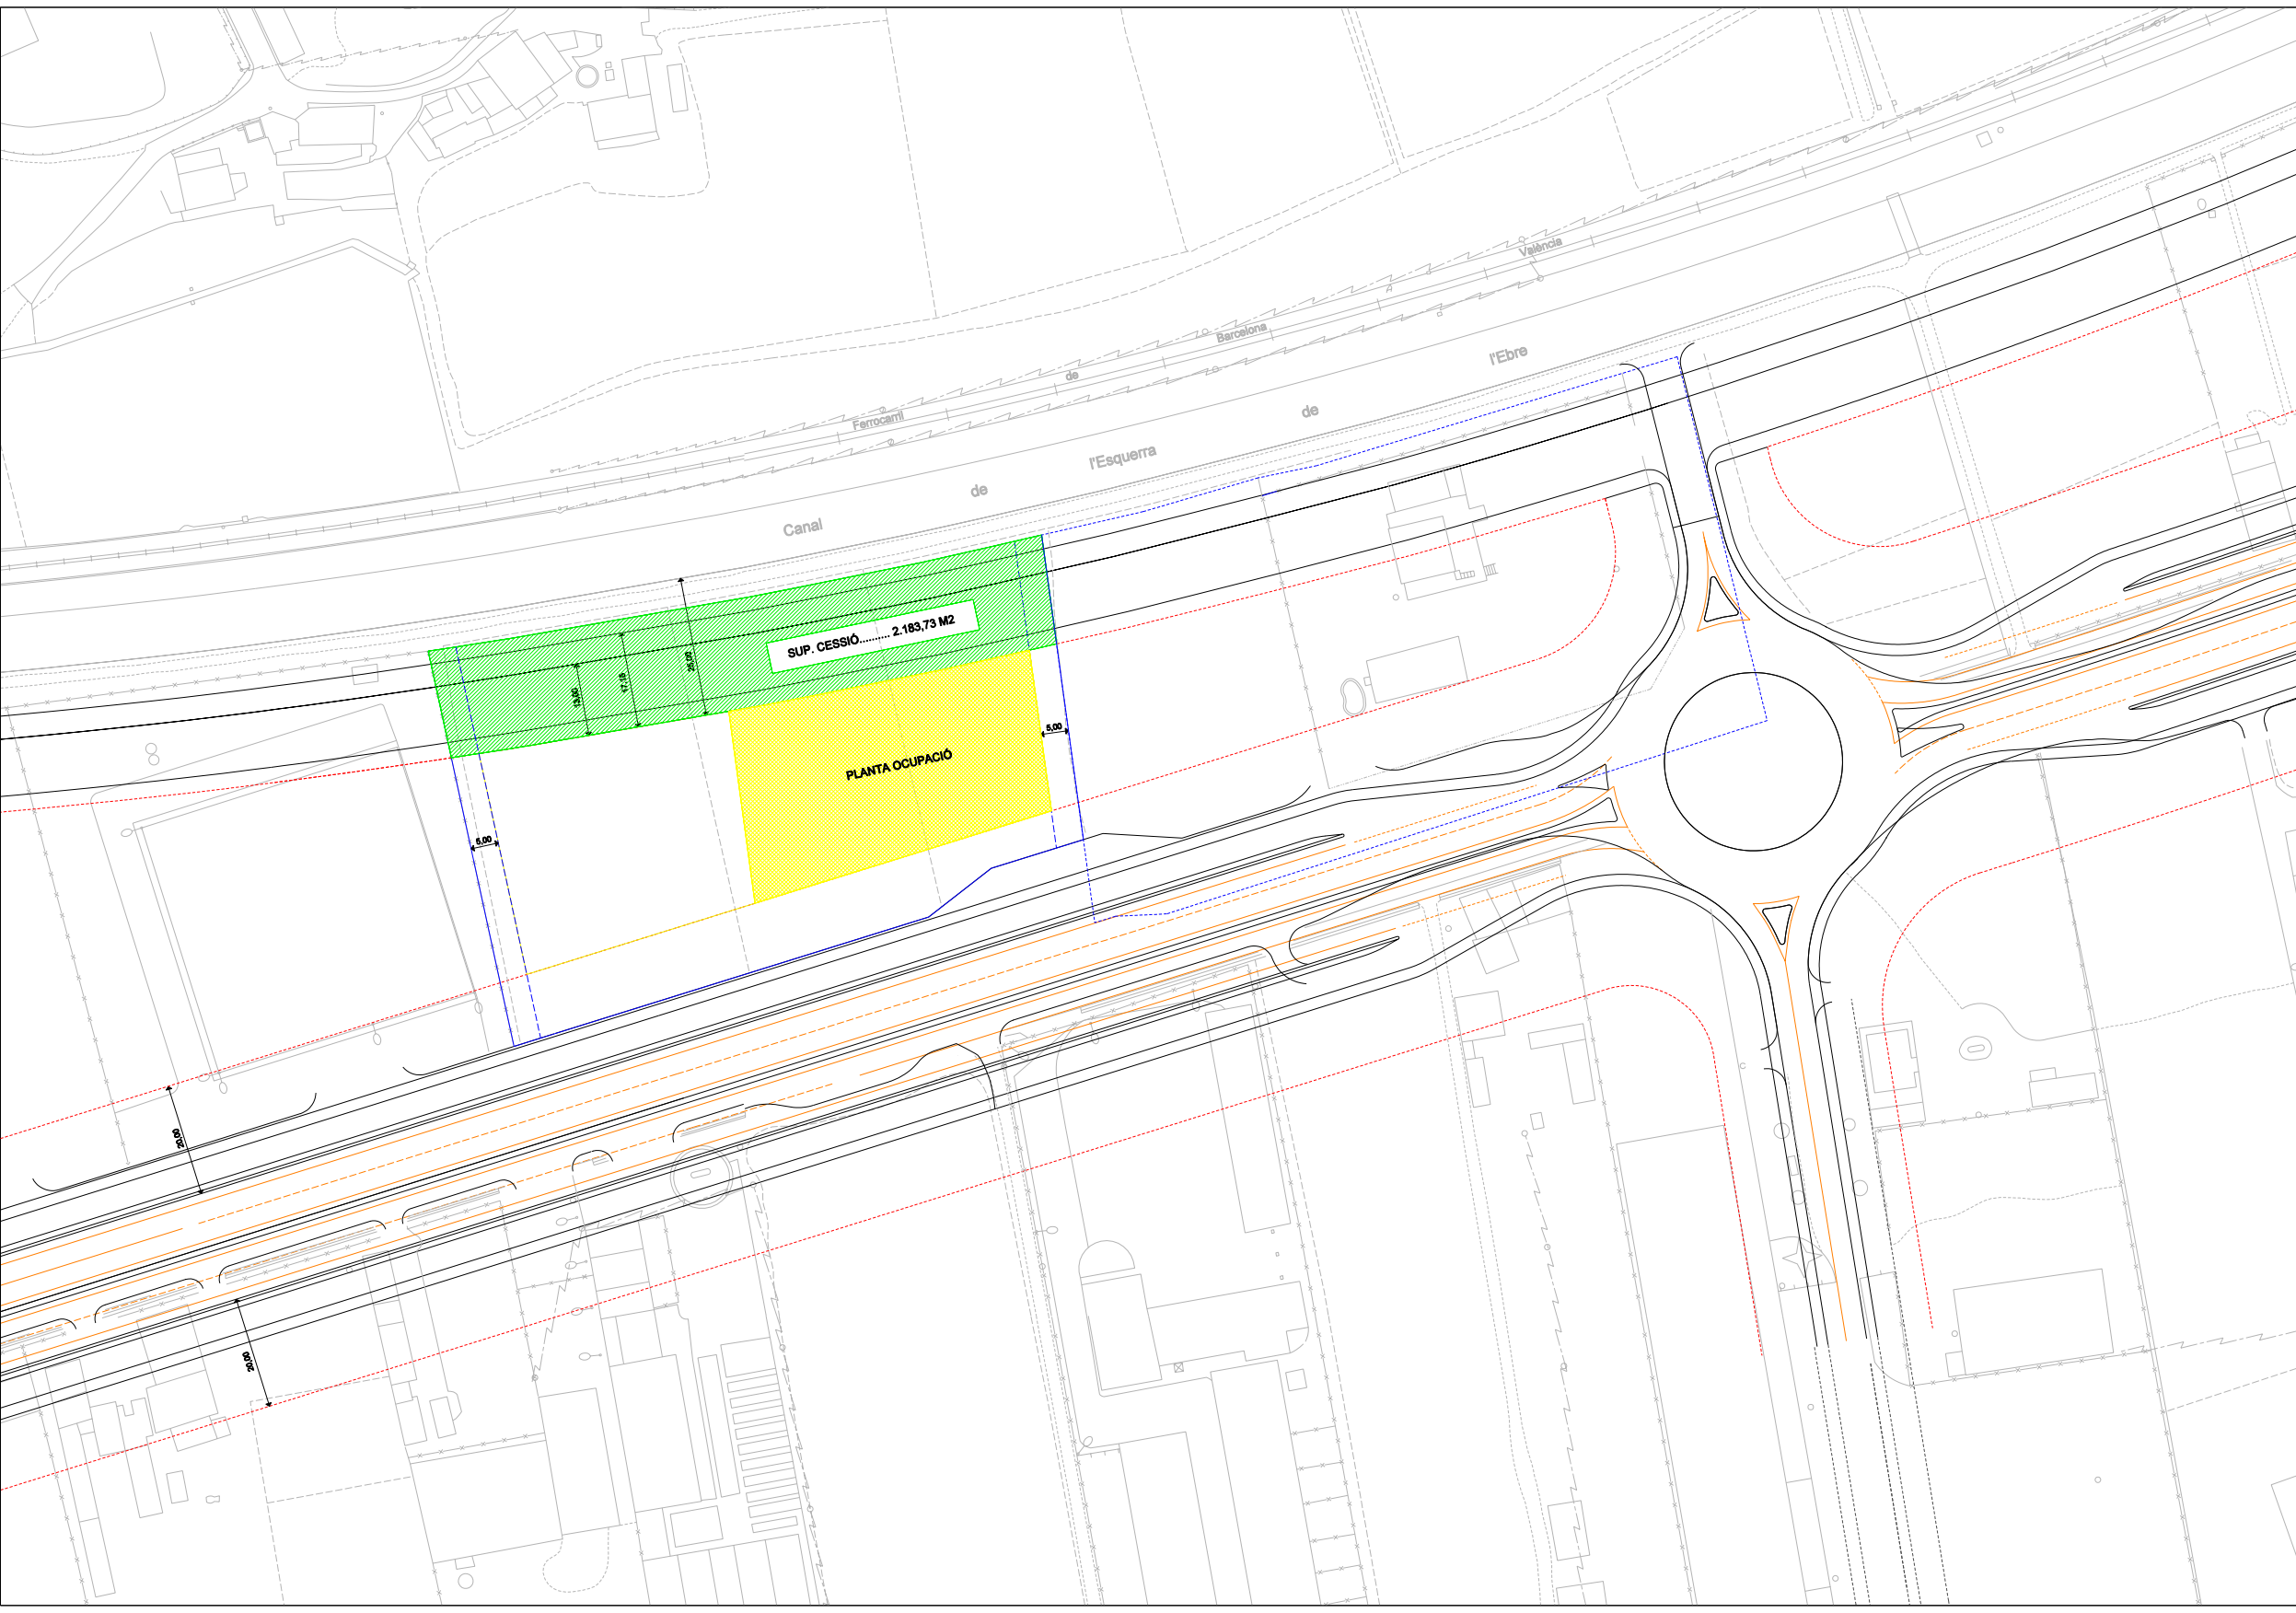 València
A
Barcelona
de
Ferrocarril
l'Ebre
de
l'Esquerra
de
Canal
SUP. CESSIÓ.......... 2.183,73 M2
25,00
17,15
13,00
5,00
PLANTA OCUPACIÓ
5,00
20,00
20,00